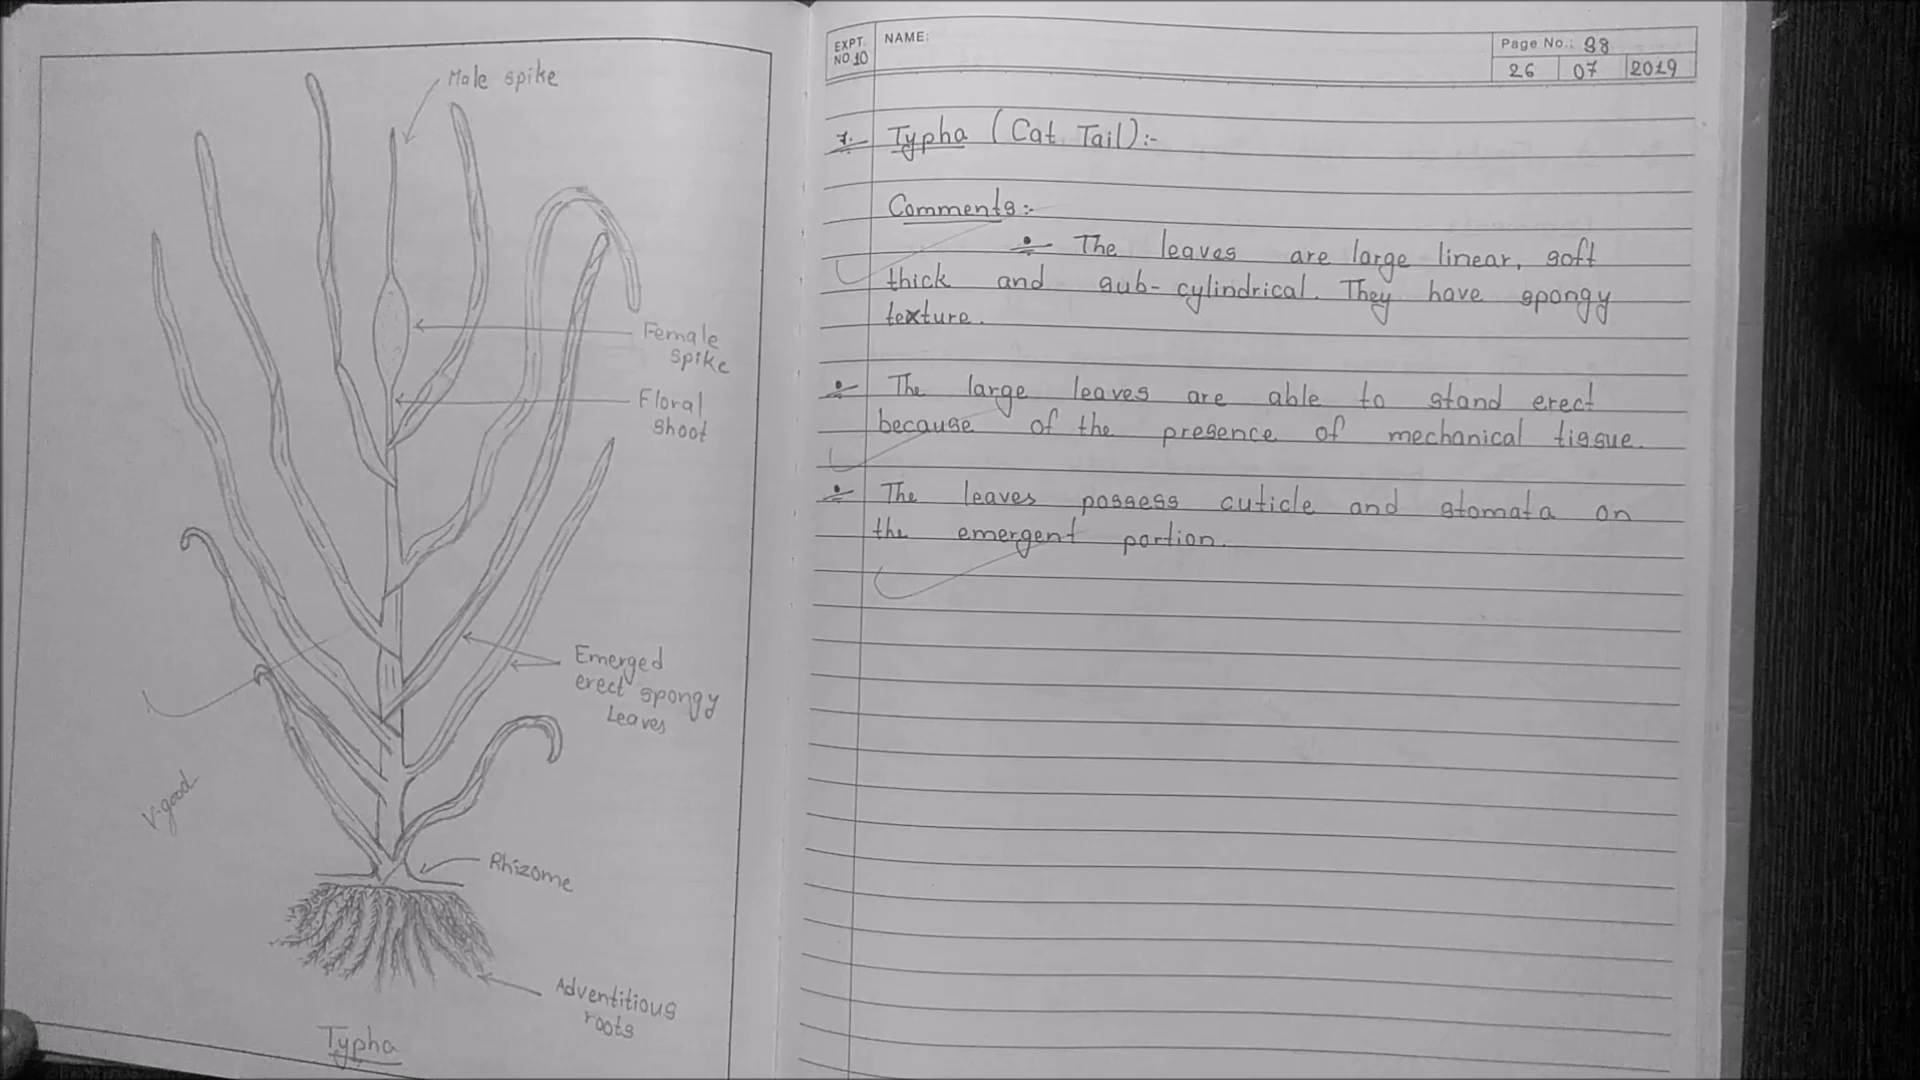 Male spike
Female
spike
Floral
shoot
Emerged
erect spongy
Leaves
V.good
Rhizome
Adventitious
roots
Typha
EXPT.
NO.10
NAME:
Page No.: 98
26 07 2019
7. Typha (Cat Tail):-
Comments:-
The leaves are large linear, soft
thick and sub-cylindrical. They have spongy
texture.
The large leaves are able to stand erect
because of the presence of mechanical tissue.
The leaves possess cuticle and stomata on
the emergent portion.